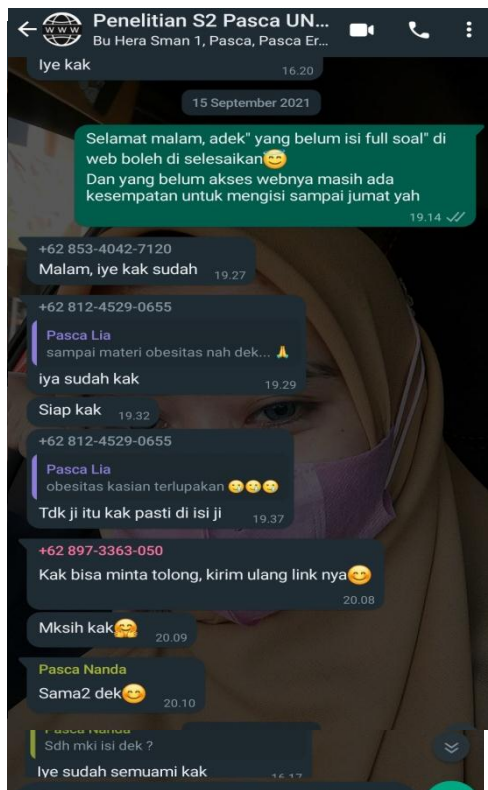 WWW
Penelitian S2 Pasca UN...
Bu Hera Sman 1, Pasca, Pasca Er...
Iye kak
16.20
15 September 2021
Selamat malam, adek" yang belum isi full soal" di
web boleh di selesaikan😇
Dan yang belum akses webnya masih ada
kesempatan untuk mengisi sampai jumat yah
19.14
+62 853-4042-7120
Malam, iye kak sudah 19.27
+62 812-4529-0655
Pasca Lia
sampai materi obesitas nah dek... 🙏
iya sudah kak
19.29
Siap kak 19.32
+62 812-4529-0655
Pasca Lia
obesitas kasian terlupakan 😥😥😥
Tdk ji itu kak pasti di isi ji 19.37
+62 897-3363-050
Kak bisa minta tolong, kirim ulang link nya😊
20.08
Mksih kak🤗 20.09
Pasca Nanda
Sama2 dek😊 20.10
Pasca Nanda
Sdh mki isi dek ?
Iye sudah semuami kak 16.17